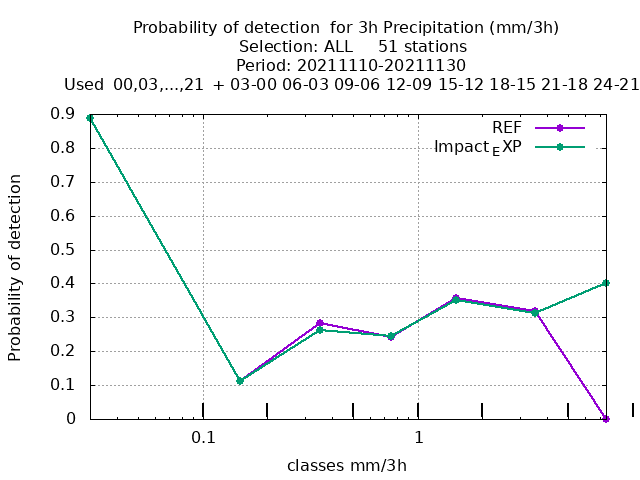 Probability of detection  for 3h Precipitation (mm/3h)
Selection: ALL     51 stations
Period: 20211110-20211130
Used  00,03,...,21  + 03-00 06-03 09-06 12-09 15-12 18-15 21-18 24-21
REF
Impact_EXP
0.9
0.8
0.7
0.6
0.5
0.4
0.3
0.2
0.1
0
Probability of detection
0.1
1
classes mm/3h